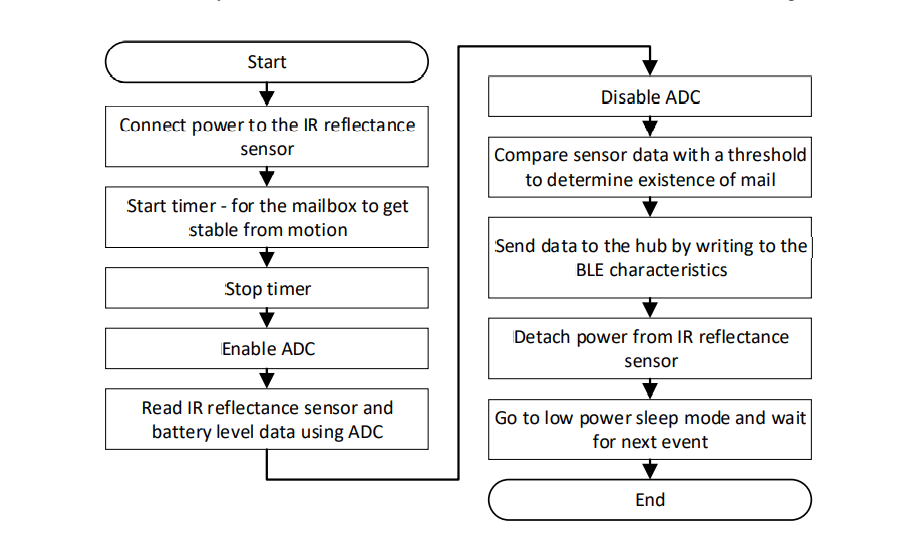 Start
Connect power to the IR reflectance
sensor
Start timer - for the mailbox to get
stable from motion
Stop timer
Enable ADC
Read IR reflectance sensor and
battery level data using ADC
Disable ADC
Compare sensor data with a threshold
to determine existence of mail
Send data to the hub by writing to the
BLE characteristics
Detach power from IR reflectance
sensor
Go to low power sleep mode and wait
for next event
End